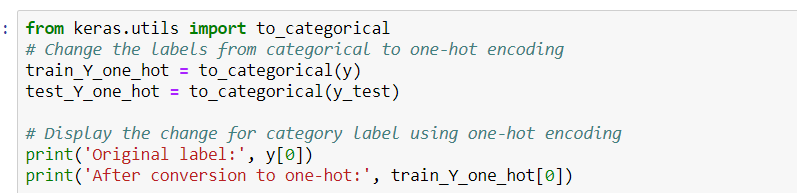 : from keras.utils import to_categorical
# Change the labels from categorical to one-hot encoding
train_Y_one_hot = to_categorical(y)
test_Y_one_hot = to_categorical(y_test)
# Display the change for category label using one-hot encoding
print('Original label:', y[0])
print('After conversion to one-hot:', train_Y_one_hot[0])